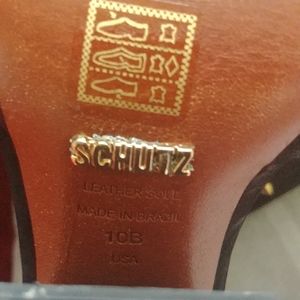 SCHUTZ
LEATHER SOLE
MADE IN BRAZIL
10B
USA